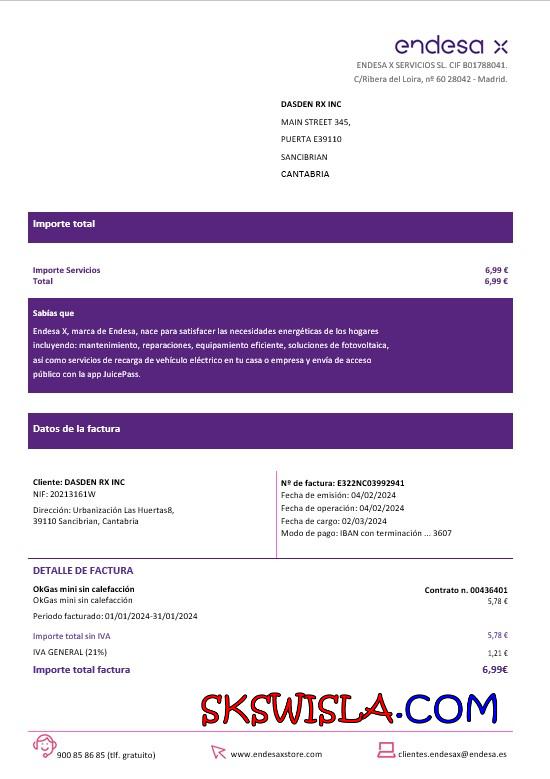 endesa x
ENDESA X SERVICIOS SL. CIF B01788041.
C/Ribera del Loira, nº 60 28042 - Madrid.
DASDEN RX INC
MAIN STREET 345,
PUERTA E39110
SANCIBRIAN
CANTABRIA
Importe total
Importe Servicios 6,99 €
Total 6,99 €
Sabías que
Endesa X, marca de Endesa, nace para satisfacer las necesidades energéticas de los hogares
incluyendo: mantenimiento, reparaciones, equipamiento eficiente, soluciones de fotovoltaica,
así como servicios de recarga de vehículo eléctrico en tu casa o empresa y envía de acceso
público con la app JuicePass.
Datos de la factura
Cliente: DASDEN RX INC
NIF: 20213161W
Dirección: Urbanización Las Huertas8,
39110 Sancibrian, Cantabria
Nº de factura: E322NC03992941
Fecha de emisión: 04/02/2024
Fecha de operación: 04/02/2024
Fecha de cargo: 02/03/2024
Modo de pago: IBAN con terminación ... 3607
DETALLE DE FACTURA
OkGas mini sin calefacción Contrato n. 00436401
OkGas mini sin calefacción 5,78 €
Periodo facturado: 01/01/2024-31/01/2024
Importe total sin IVA 5,78 €
IVA GENERAL (21%) 1,21 €
Importe total factura 6,99€
SKSWISLA.COM
900 85 86 85 (tlf. gratuito) www.endesaxstore.com clientes.endesax@endesa.es